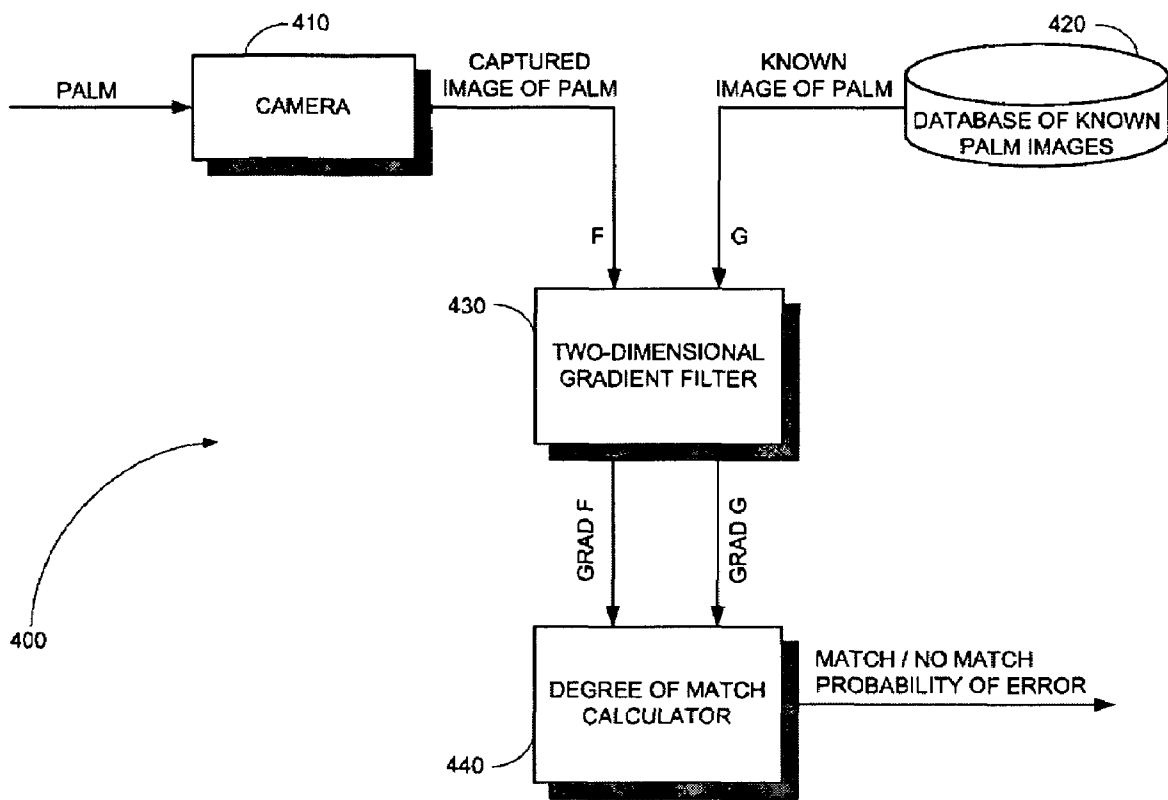 410
420
PALM
CAMERA
CAPTURED
IMAGE OF PALM
KNOWN
IMAGE OF PALM
DATABASE OF KNOWN
PALM IMAGES
F
G
430
TWO-DIMENSIONAL
GRADIENT FILTER
GRAD F
GRAD G
400
DEGREE OF MATCH
CALCULATOR
MATCH / NO MATCH
PROBABILITY OF ERROR
440